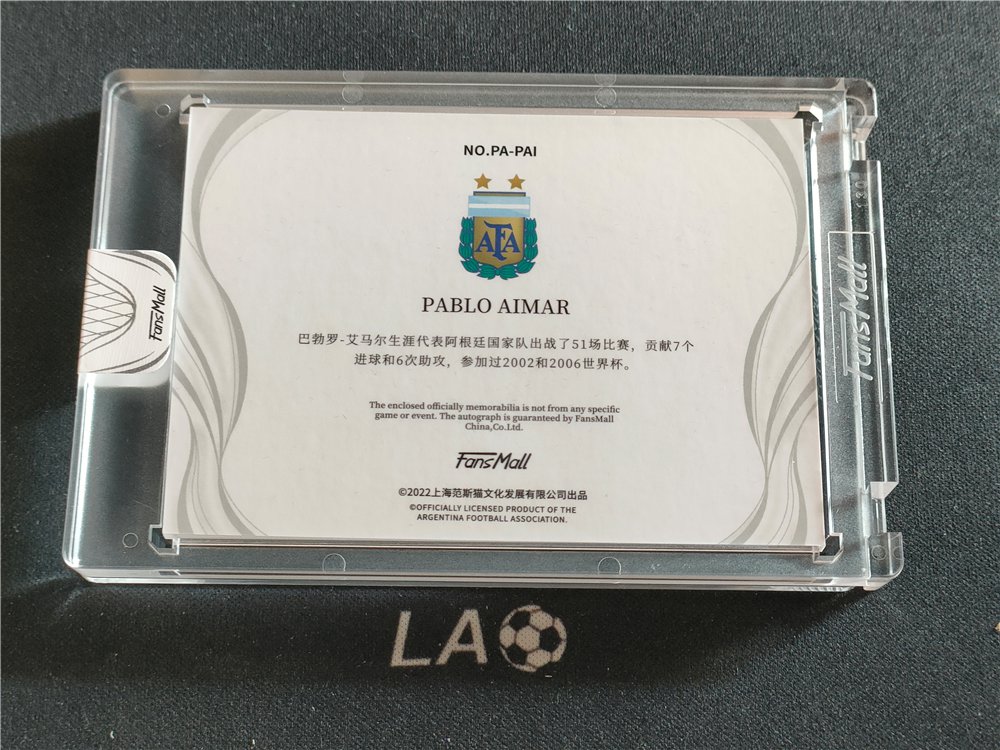 NO.PA-PAI
AFA
PABLO AIMAR
巴勃罗-艾马尔生涯代表阿根廷国家队出战了51场比赛，贡献7个
进球和6次助攻，参加过2002和2006世界杯。
The enclosed officially memorabilia is not from any specific
game or event. The autograph is guaranteed by FansMall
China,Co.Ltd.
FansMall
©2022上海范斯猫文化发展有限公司出品
©OFFICIALLY LICENSED PRODUCT OF THE
ARGENTINA FOOTBALL ASSOCIATION.
FansMall
FansMall
LA